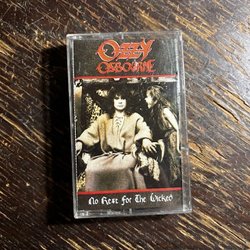 Ozzy
Osbourne
No Rest for The Wicked